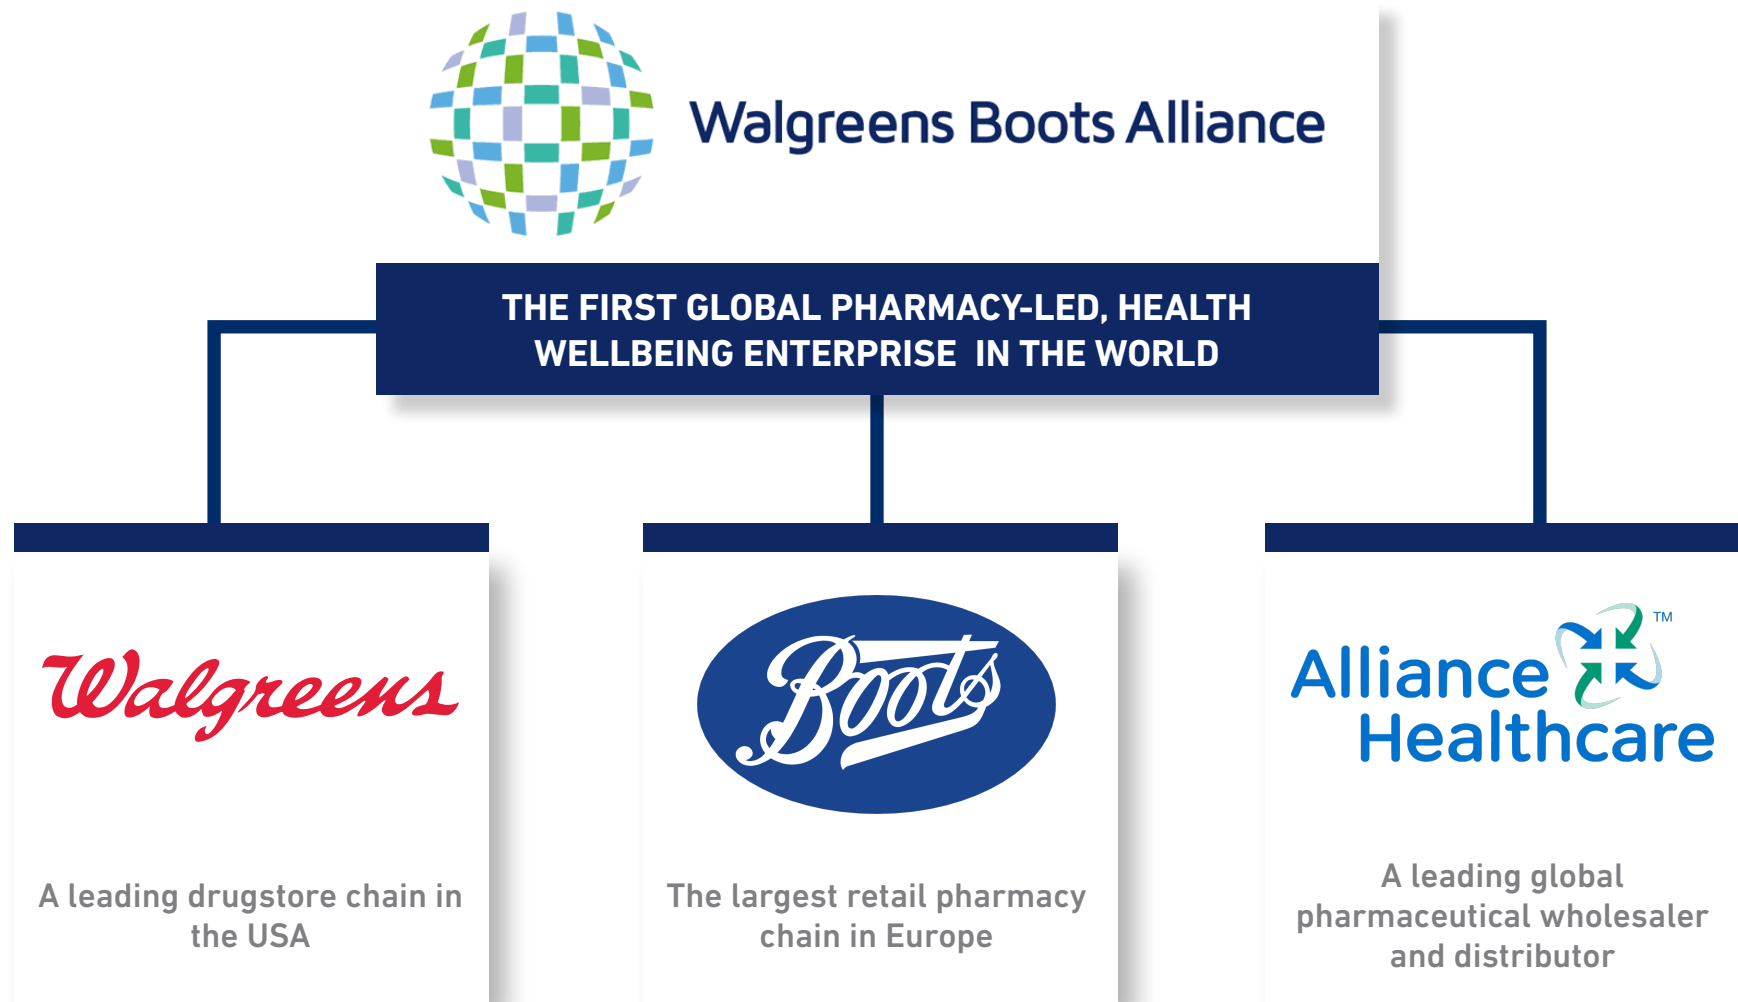 Walgreens Boots Alliance
THE FIRST GLOBAL PHARMACY-LED, HEALTH
WELLBEING ENTERPRISE IN THE WORLD
Walgreens
A leading drugstore chain in
the USA
Boots
The largest retail pharmacy
chain in Europe
Alliance TM
Healthcare
A leading global
pharmaceutical wholesaler
and distributor